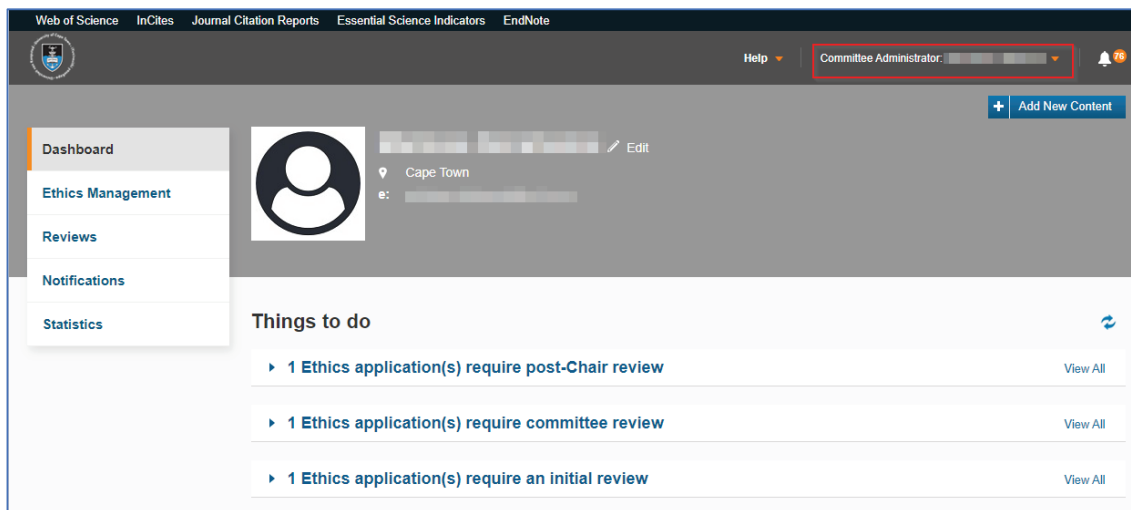 Web of Science InCites Journal Citation Reports Essential Science Indicators EndNote
Help Committee Administrator: 76
+ Add New Content
Dashboard
Edit
Cape Town
Ethics Management
e:
Reviews
Notifications
Statistics
Things to do
1 Ethics application(s) require post-Chair review View All
1 Ethics application(s) require committee review View All
1 Ethics application(s) require an initial review View All